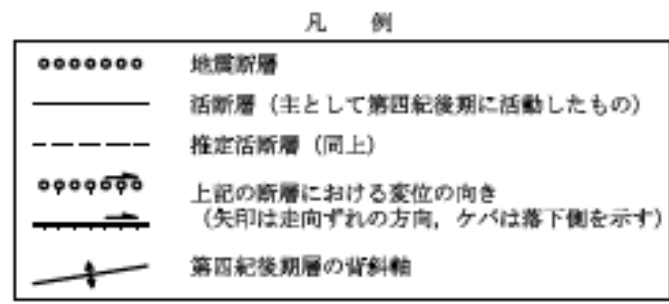 凡 例
地震断層
活断層（主として第四紀後期に活動したもの）
推定活断層（同上）
上記の断層における変位の向き
（矢印は走向ずれの方向，ケバは落下側を示す）
第四紀後期層の背斜軸